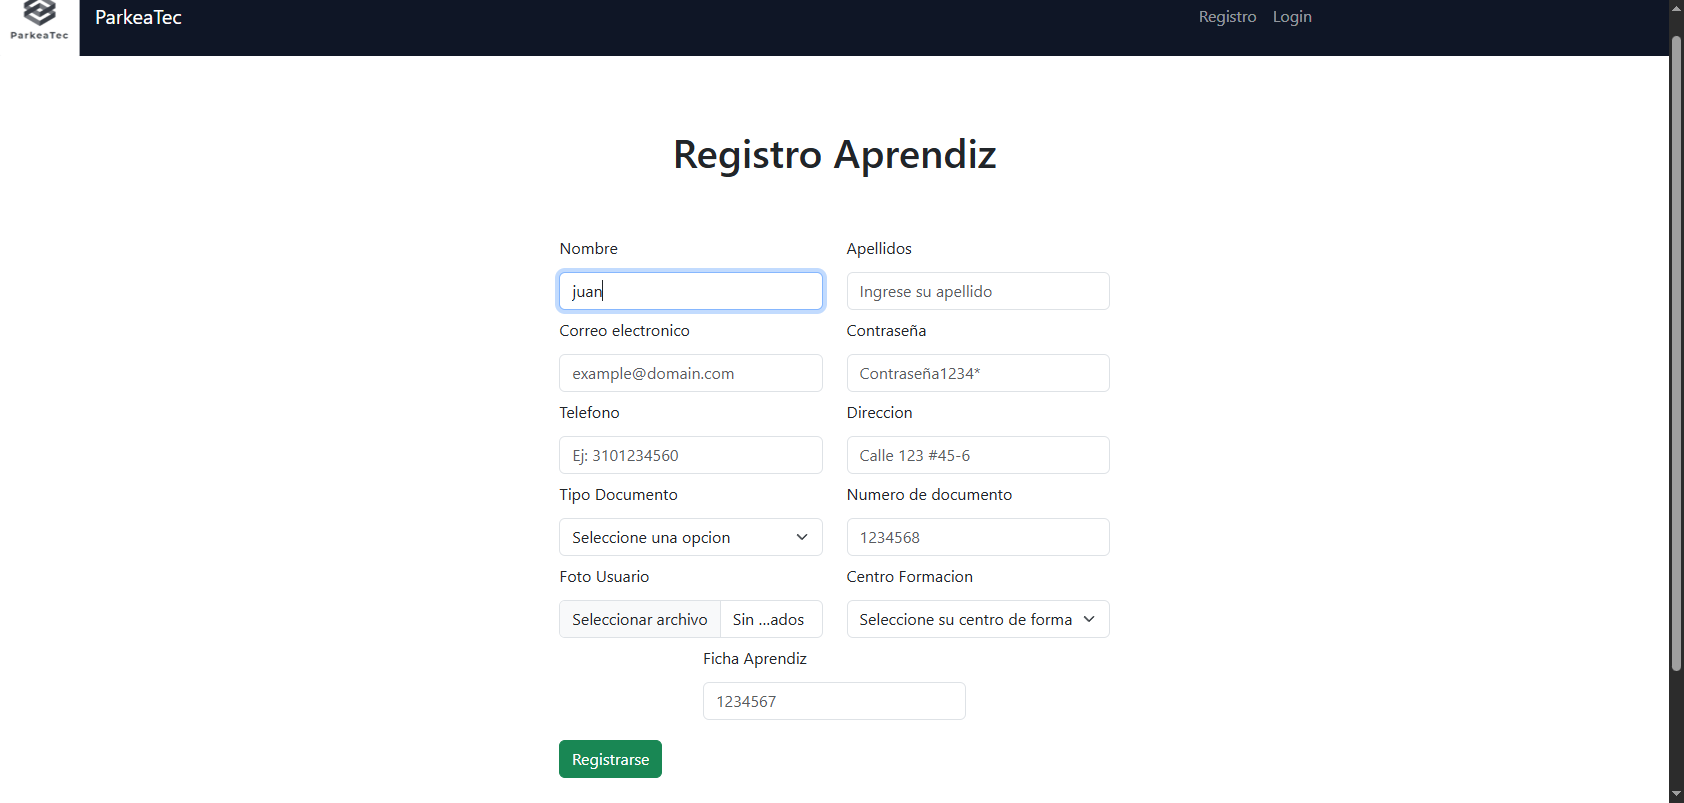 ParkeaTec
ParkeaTec
Registro Login
Registro Aprendiz
Nombre
Apellidos
juan
Ingrese su apellido
Correo electronico
Contraseña
example@domain.com
Contraseña1234*
Telefono
Direccion
Ej: 3101234560
Calle 123 #45-6
Tipo Documento
Numero de documento
Seleccione una opcion
1234568
Foto Usuario
Centro Formacion
Seleccionar archivo Sin ...ados
Seleccione su centro de forma
Ficha Aprendiz
1234567
Registrarse